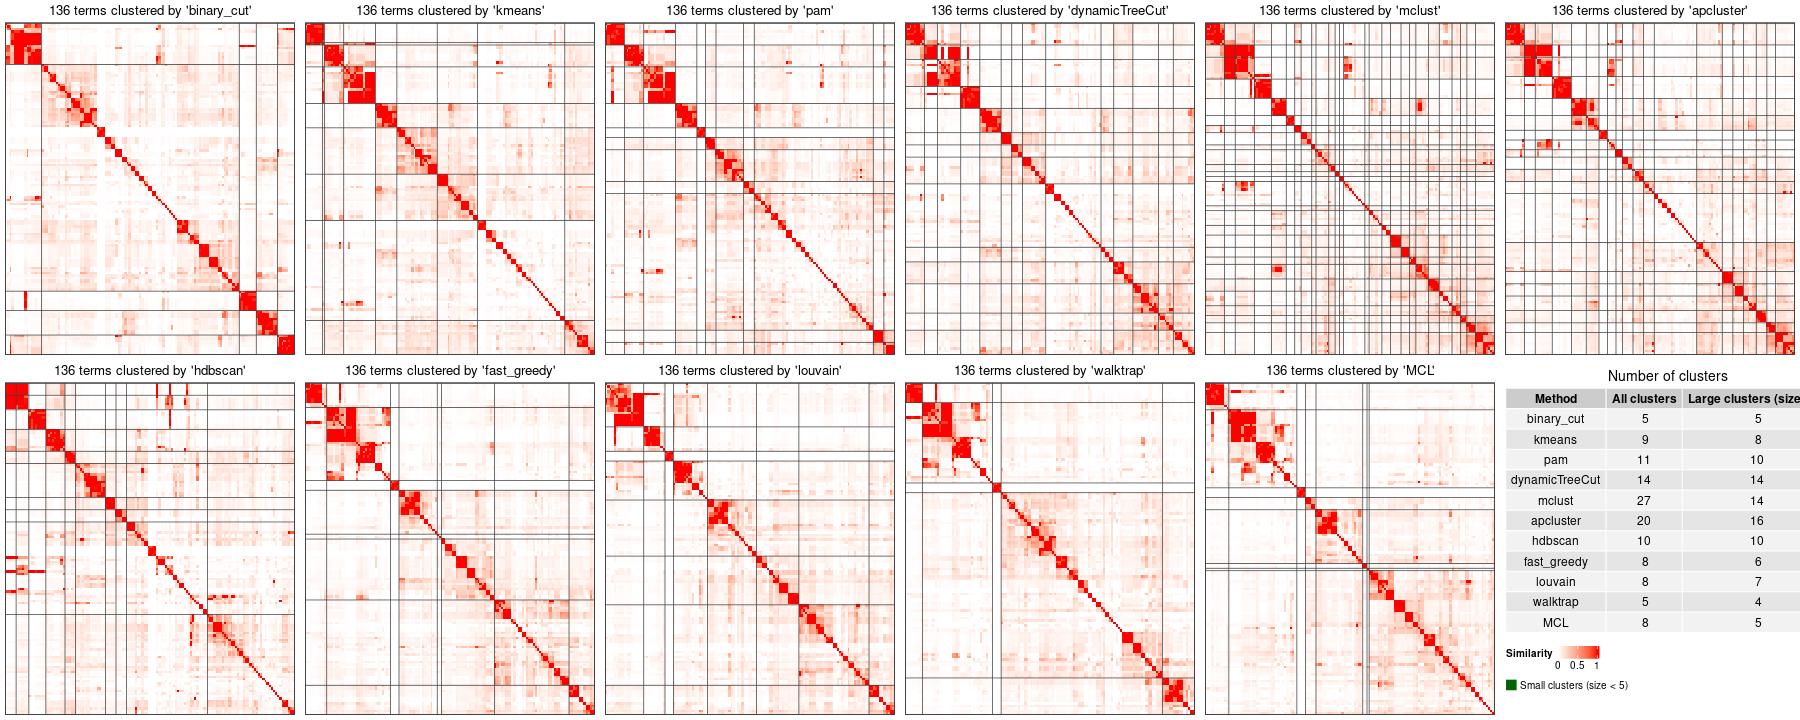 136 terms clustered by 'binary_cut'
136 terms clustered by 'kmeans'
136 terms clustered by 'pam'
136 terms clustered by 'dynamicTreeCut'
136 terms clustered by 'mclust'
136 terms clustered by 'apcluster'
136 terms clustered by 'hdbscan'
136 terms clustered by 'fast_greedy'
136 terms clustered by 'louvain'
136 terms clustered by 'walktrap'
136 terms clustered by 'MCL'
Number of clusters
Method All clusters Large clusters (size
binary_cut 5 5
kmeans 9 8
pam 11 10
dynamicTreeCut 14 14
mclust 27 14
apcluster 20 16
hdbscan 10 10
fast_greedy 8 6
louvain 8 7
walktrap 5 4
MCL 8 5
Similarity
0 0.5 1
Small clusters (size < 5)